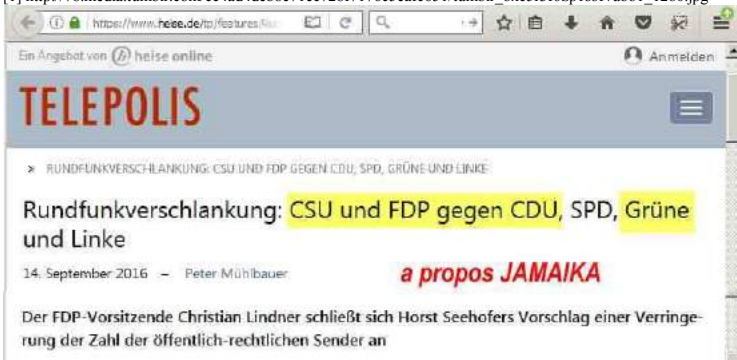 https://www.heise.de/tp/features/
Ein Angebot von heise online Anmelden
TELEPOLIS
> RUNDFUNKVERSCHLANKUNG: CSU UND FDP GEGEN CDU, SPD, GRÜNE UND LINKE
Rundfunkverschlankung: CSU und FDP gegen CDU, SPD, Grüne
und Linke
14. September 2016 – Peter Mühlbauer
a propos JAMAIKA
Der FDP-Vorsitzende Christian Lindner schließt sich Horst Seehofers Vorschlag einer Verringe-
rung der Zahl der öffentlich-rechtlichen Sender an